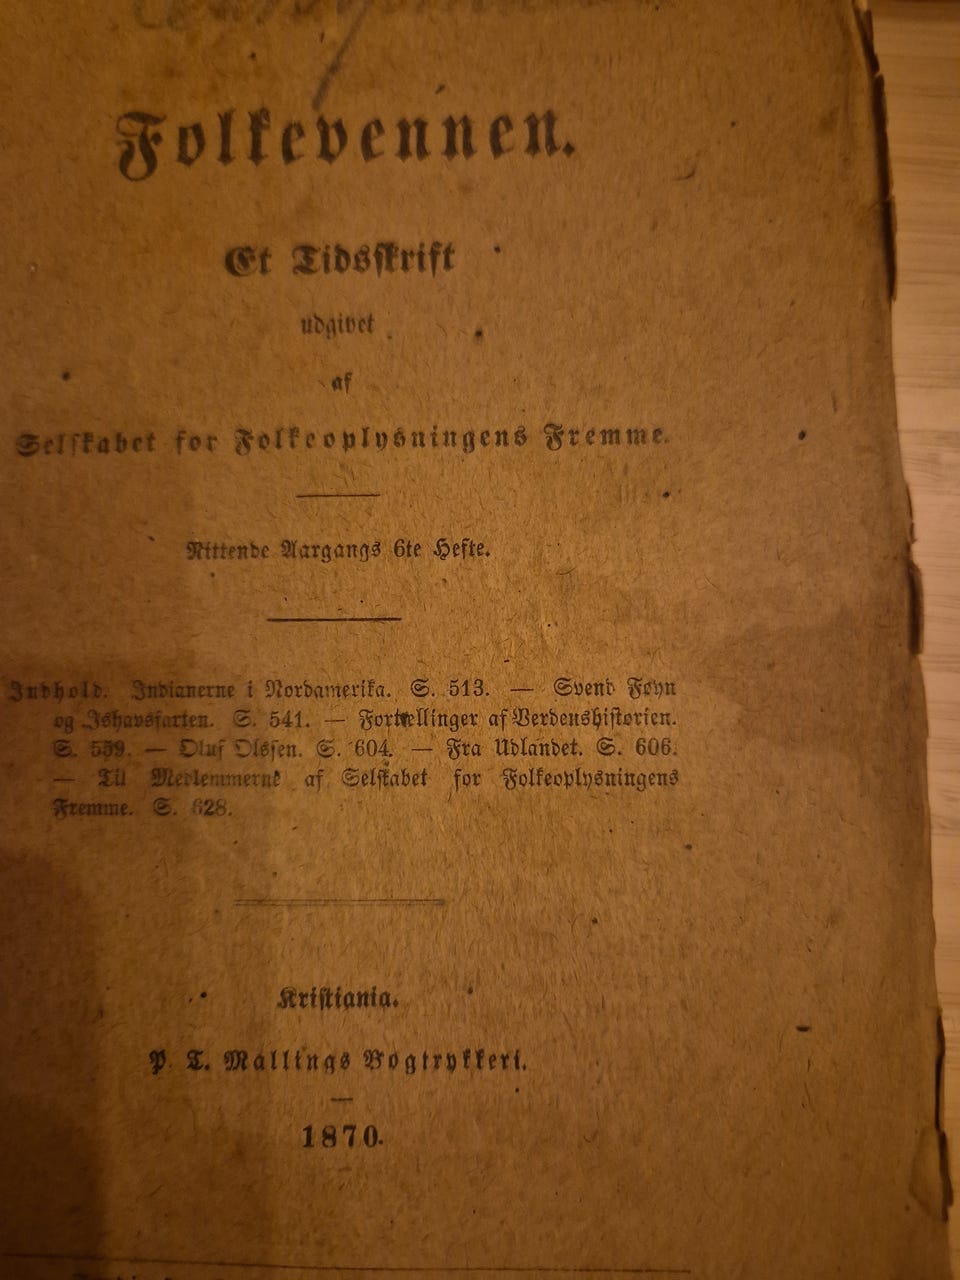 Folkevennen.
Et Tidsskrift
udgivet
af
Selskabet for Folkeoplysningens Fremme.
Nittende Aargangs 6te Hefte.
Indhold. Indianerne i Nordamerika. S. 513. — Svend Foyn
og Ishavsfarten. S. 541. — Fortællinger af Verdenshistorien.
S. 559. — Oluf Olssen. S. 604. — Fra Udlandet. S. 606.
— Til Medlemmerne af Selskabet for Folkeoplysningens
Fremme. S. 628.
Kristiania.
P. T. Mallings Bogtrykkeri.
1870.